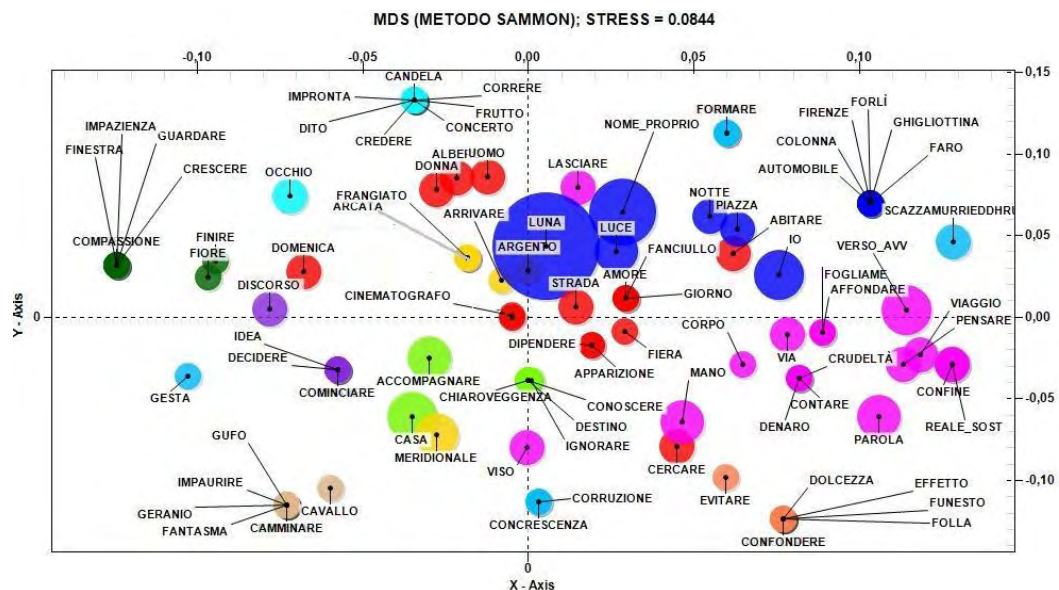 MDS (METODO SAMMON); STRESS = 0.0844
-0,10 -0,05 0,00 0,05 0,10
0,15
0,10
0,05
0,00
-0,05
-0,10
0
0
Y - Axis
X - Axis
CANDELA
CORRERE
IMPRONTA
FRUTTO
DITO
CONCERTO
CREDERE
NOME_PROPRIO
FORMARE
FORLÌ
FIRENZE
GHIGLIOTTINA
COLONNA
FARO
AUTOMOBILE
IMPAZIENZA
GUARDARE
FINESTRA
CRESCERE
COMPASSIONE
OCCHIO
DONNA
UOMO
LASCIARE
FRANGIATO
ARCATA
ARRIVARE
LUNA
LUCE
ARGENTO
NOTTE
PIAZZA
ABITARE
SCAZZAMURRIEDDHRU
IO
VERSO_AVV
FINIRE
FIORE
DOMENICA
DISCORSO
FANCIULLO
AMORE
STRADA
GIORNO
FOGLIAME
AFFONDARE
VIAGGIO
PENSARE
CINEMATOGRAFO
IDEA
DECIDERE
COMINCIARE
GESTA
DIPENDERE
FIERA
APPARIZIONE
CORPO
VIA
CRUDELTÀ
CONTARE
DENARO
CONFINE
REALE_SOST
PAROLA
ACCOMPAGNARE
CHIAROVEGGENZA
CONOSCERE
DESTINO
IGNORARE
MANO
CASA
MERIDIONALE
VISO
CERCARE
EVITARE
GUFO
IMPAURIRE
GERANIO
FANTASMA
CAMMINARE
CAVALLO
CORRUZIONE
CONCRESCENZA
DOLCEZZA
EFFETTO
FUNESTO
FOLLA
CONFONDERE